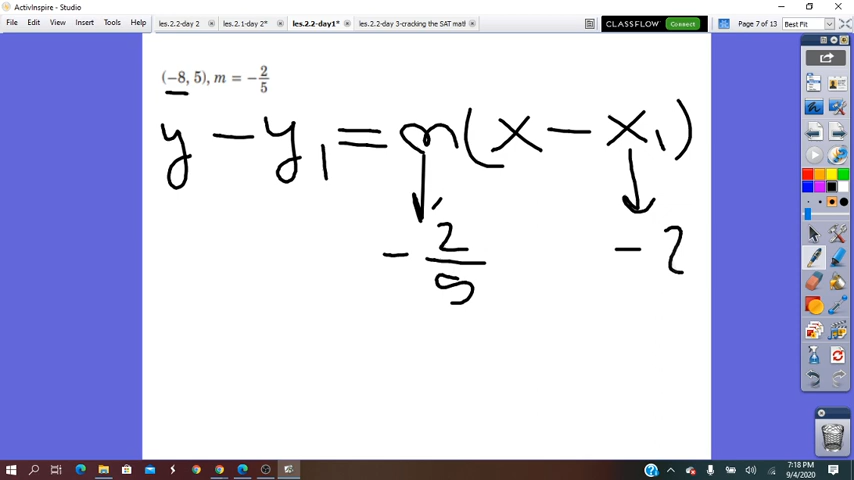 ActivInspire - Studio
File Edit View Insert Tools Help
les.2.2-day 2
les.2.1-day 2*
les.2.2-day1*
les.2.2-day 3-cracking the SAT mat
CLASSFLOW Connect
Page 7 of 13
Best Fit
(−8, 5), m = −2/5
y − y₁ = m(x − x₁)
− 2/5
− 2
7:18 PM
9/4/2020